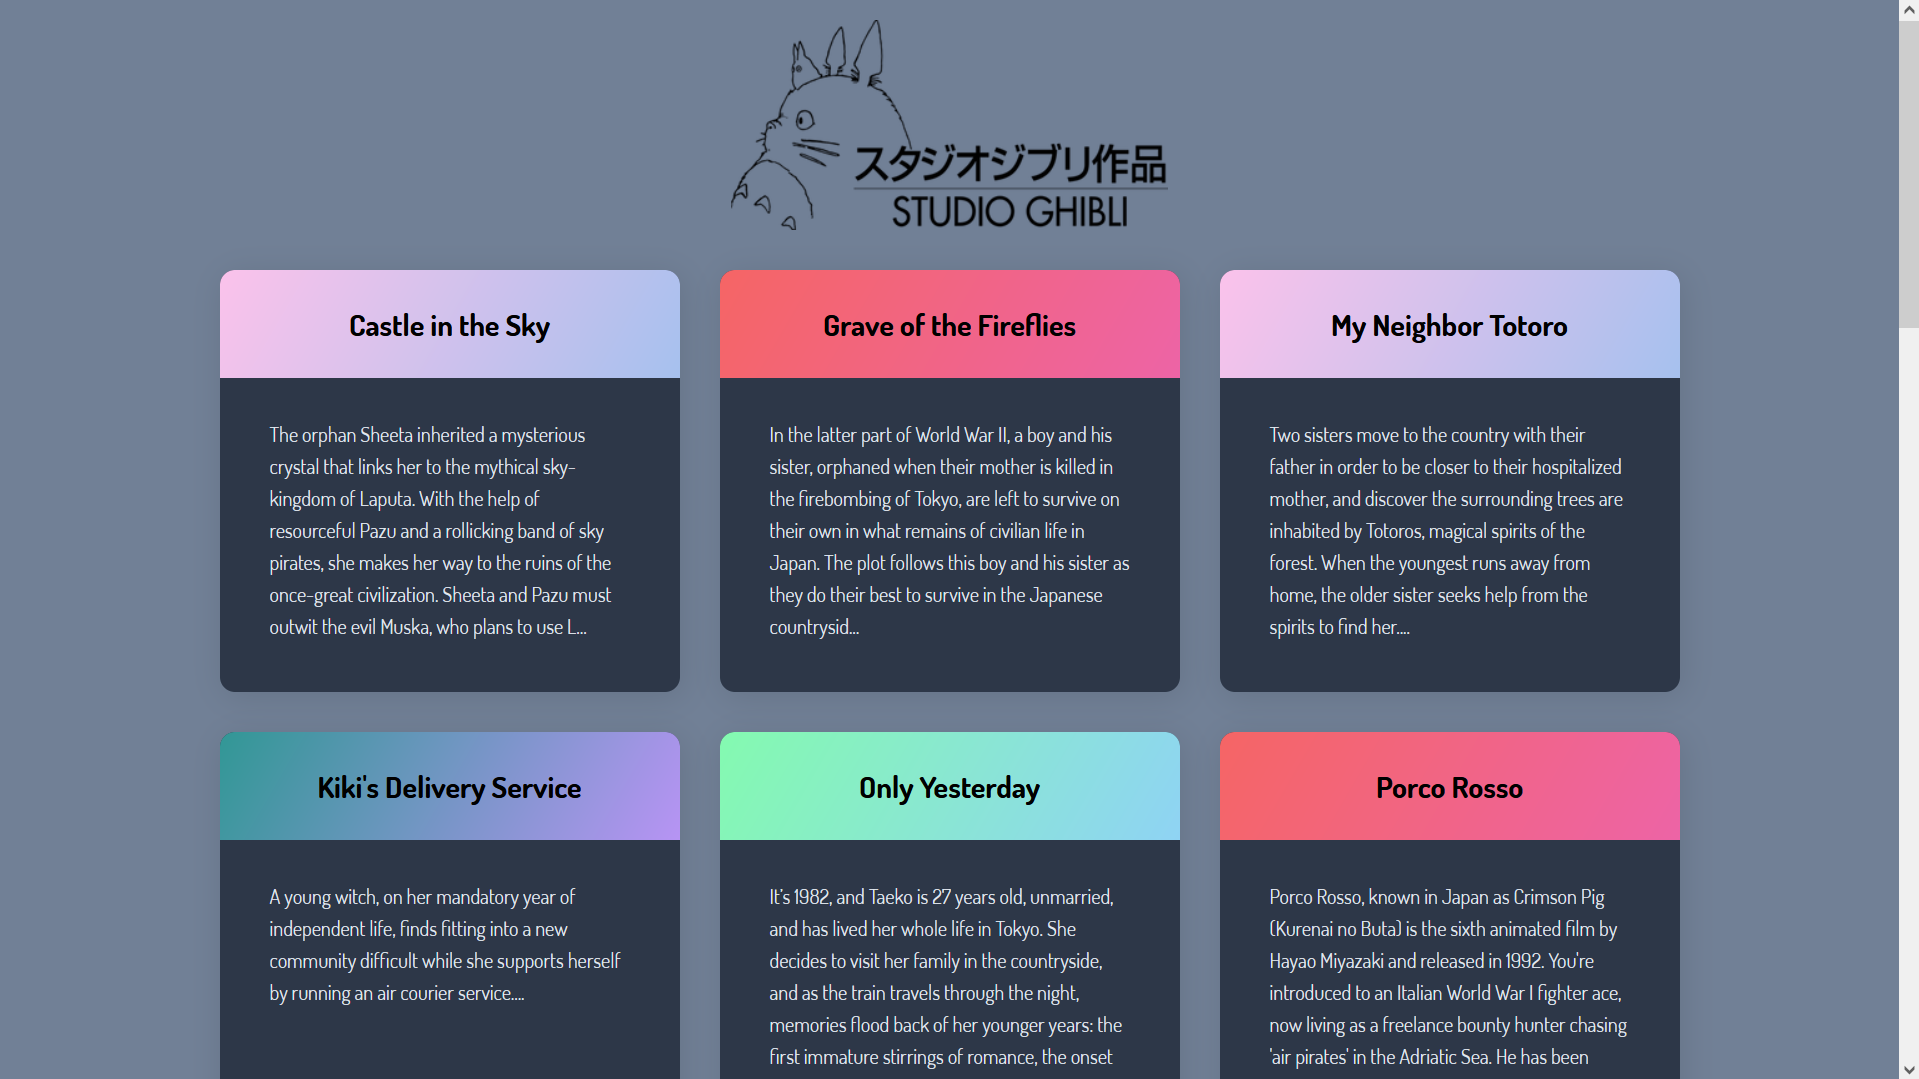 スタジオジブリ作品
STUDIO GHIBLI
Castle in the Sky
The orphan Sheeta inherited a mysterious
crystal that links her to the mythical sky-
kingdom of Laputa. With the help of
resourceful Pazu and a rollicking band of sky
pirates, she makes her way to the ruins of the
once-great civilization. Sheeta and Pazu must
outwit the evil Muska, who plans to use L...
Grave of the Fireflies
In the latter part of World War II, a boy and his
sister, orphaned when their mother is killed in
the firebombing of Tokyo, are left to survive on
their own in what remains of civilian life in
Japan. The plot follows this boy and his sister as
they do their best to survive in the Japanese
countrysid...
My Neighbor Totoro
Two sisters move to the country with their
father in order to be closer to their hospitalized
mother, and discover the surrounding trees are
inhabited by Totoros, magical spirits of the
forest. When the youngest runs away from
home, the older sister seeks help from the
spirits to find her....
Kiki's Delivery Service
A young witch, on her mandatory year of
independent life, finds fitting into a new
community difficult while she supports herself
by running an air courier service....
Only Yesterday
It's 1982, and Taeko is 27 years old, unmarried,
and has lived her whole life in Tokyo. She
decides to visit her family in the countryside,
and as the train travels through the night,
memories flood back of her younger years: the
first immature stirrings of romance, the onset
Porco Rosso
Porco Rosso, known in Japan as Crimson Pig
(Kurenai no Buta) is the sixth animated film by
Hayao Miyazaki and released in 1992. You're
introduced to an Italian World War I fighter ace,
now living as a freelance bounty hunter chasing
'air pirates' in the Adriatic Sea. He has been